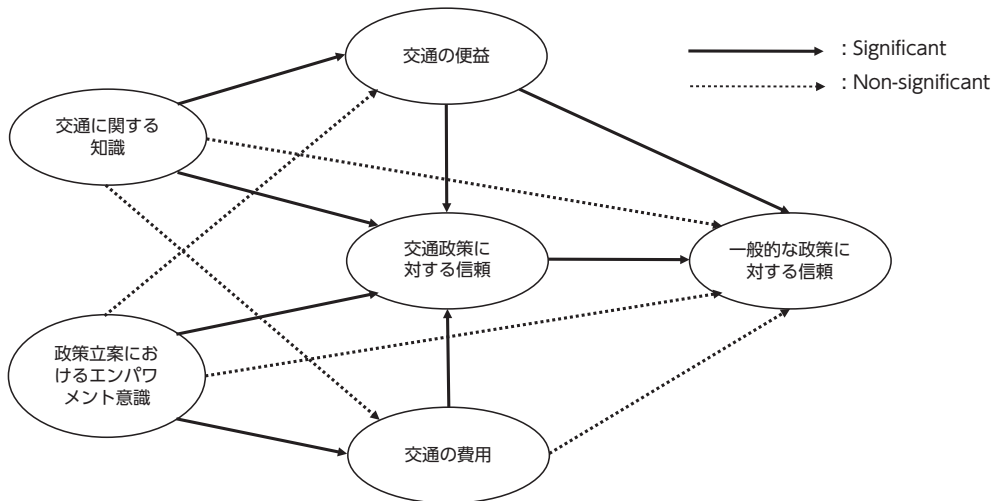 交通の便益
: Significant
: Non-significant
交通に関する
知識
交通政策に
対する信頼
一般的な政策に
対する信頼
政策立案にお
けるエンパワ
メント意識
交通の費用